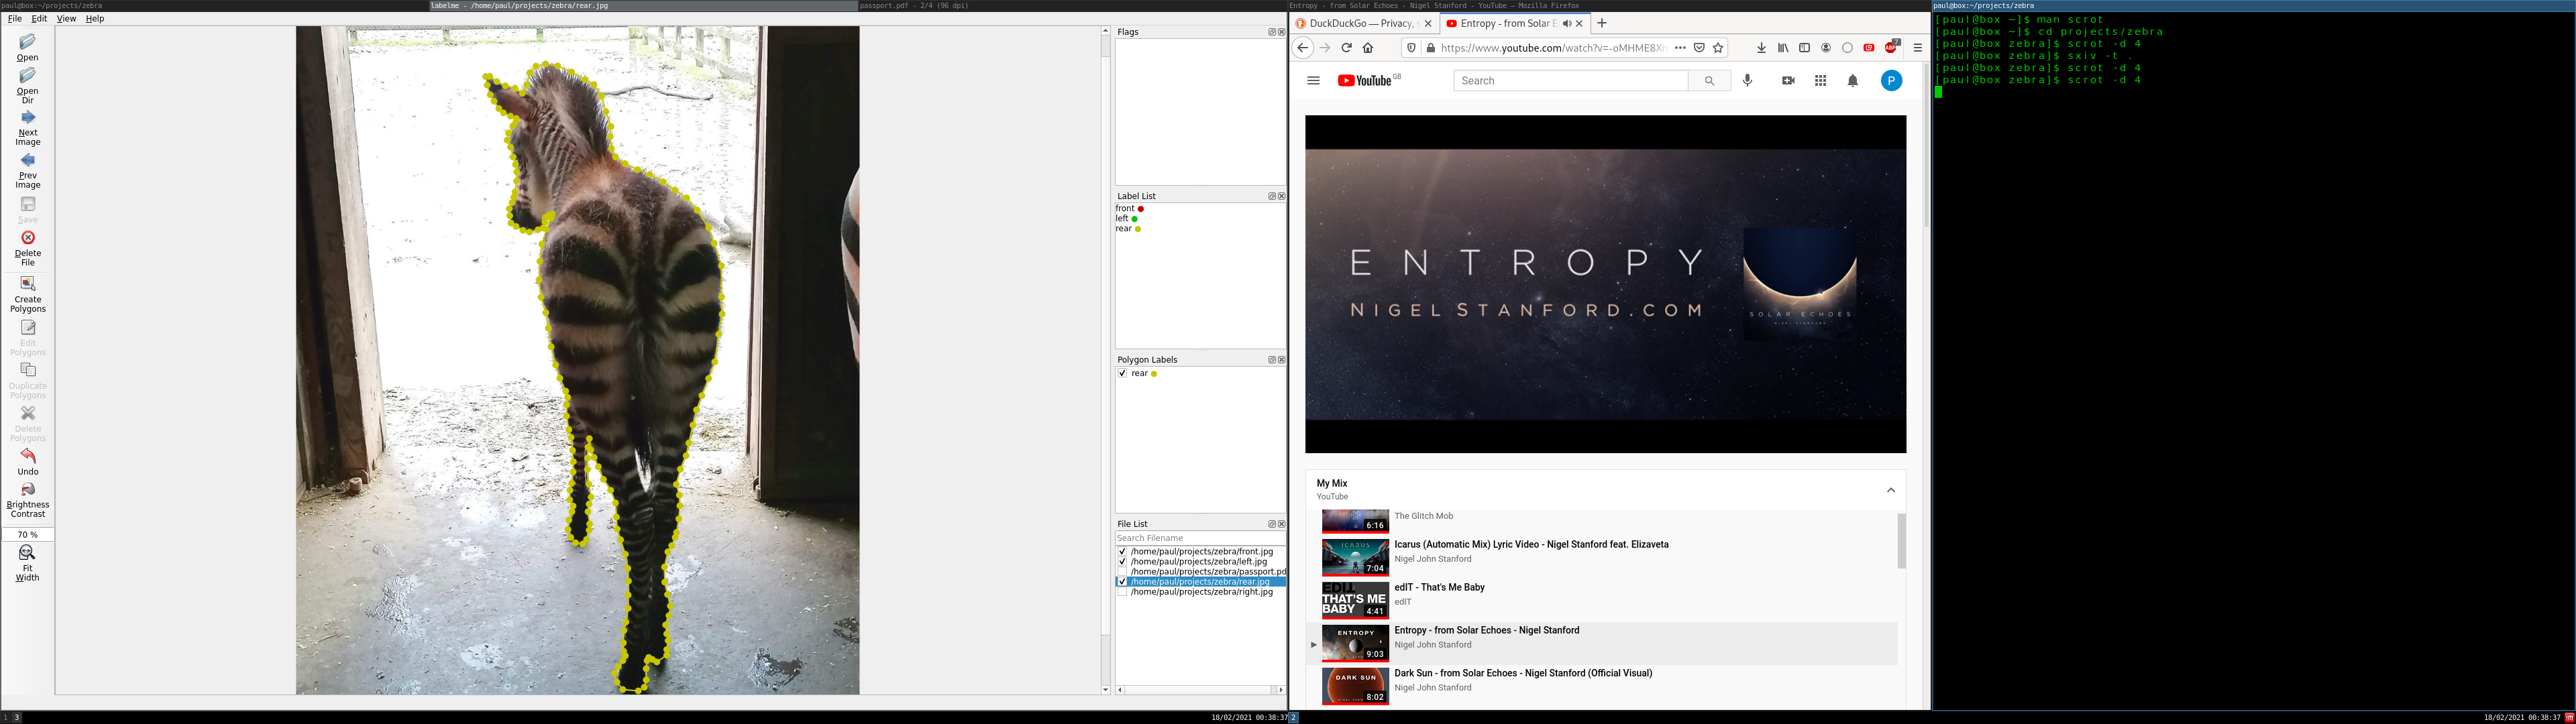 paul@box:~/projects/zebra
labelme - /home/paul/projects/zebra/rear.jpg
passport.pdf - 2/4 (96 dpi)
File Edit View Help
Open
Open
Dir
Next
Image
Prev
Image
Save
Delete
File
Create
Polygons
Edit
Polygons
Duplicate
Polygons
Delete
Polygons
Undo
Brightness
Contrast
70 %
Fit
Width
Flags
Label List
front
left
rear
Polygon Labels
rear
File List
Search Filename
/home/paul/projects/zebra/front.jpg
/home/paul/projects/zebra/left.jpg
/home/paul/projects/zebra/passport.pd
/home/paul/projects/zebra/rear.jpg
/home/paul/projects/zebra/right.jpg
1 3
18/02/2021 00:38:37
Entropy - from Solar Echoes - Nigel Stanford - YouTube — Mozilla Firefox
DuckDuckGo — Privacy, s
Entropy - from Solar E
https://www.youtube.com/watch?v=-oMHME8X
7
YouTube GB
Search
P
ENTROPY
NIGELSTANFORD.COM
SOLAR ECHOES
NIGEL STANFORD
My Mix
YouTube
6:16
The Glitch Mob
ICARUS
7:04
Icarus (Automatic Mix) Lyric Video - Nigel Stanford feat. Elizaveta
Nigel John Stanford
EDIT
THAT'S ME
BABY
4:41
edIT - That's Me Baby
edIT
ENTROPY
9:03
Entropy - from Solar Echoes - Nigel Stanford
Nigel John Stanford
DARK SUN
8:02
Dark Sun - from Solar Echoes - Nigel Stanford (Official Visual)
Nigel John Stanford
2
paul@box:~/projects/zebra
[paul@box ~]$ man scrot
[paul@box ~]$ cd projects/zebra
[paul@box zebra]$ scrot -d 4
[paul@box zebra]$ sxiv -t .
[paul@box zebra]$ scrot -d 4
[paul@box zebra]$ scrot -d 4
18/02/2021 00:38:37